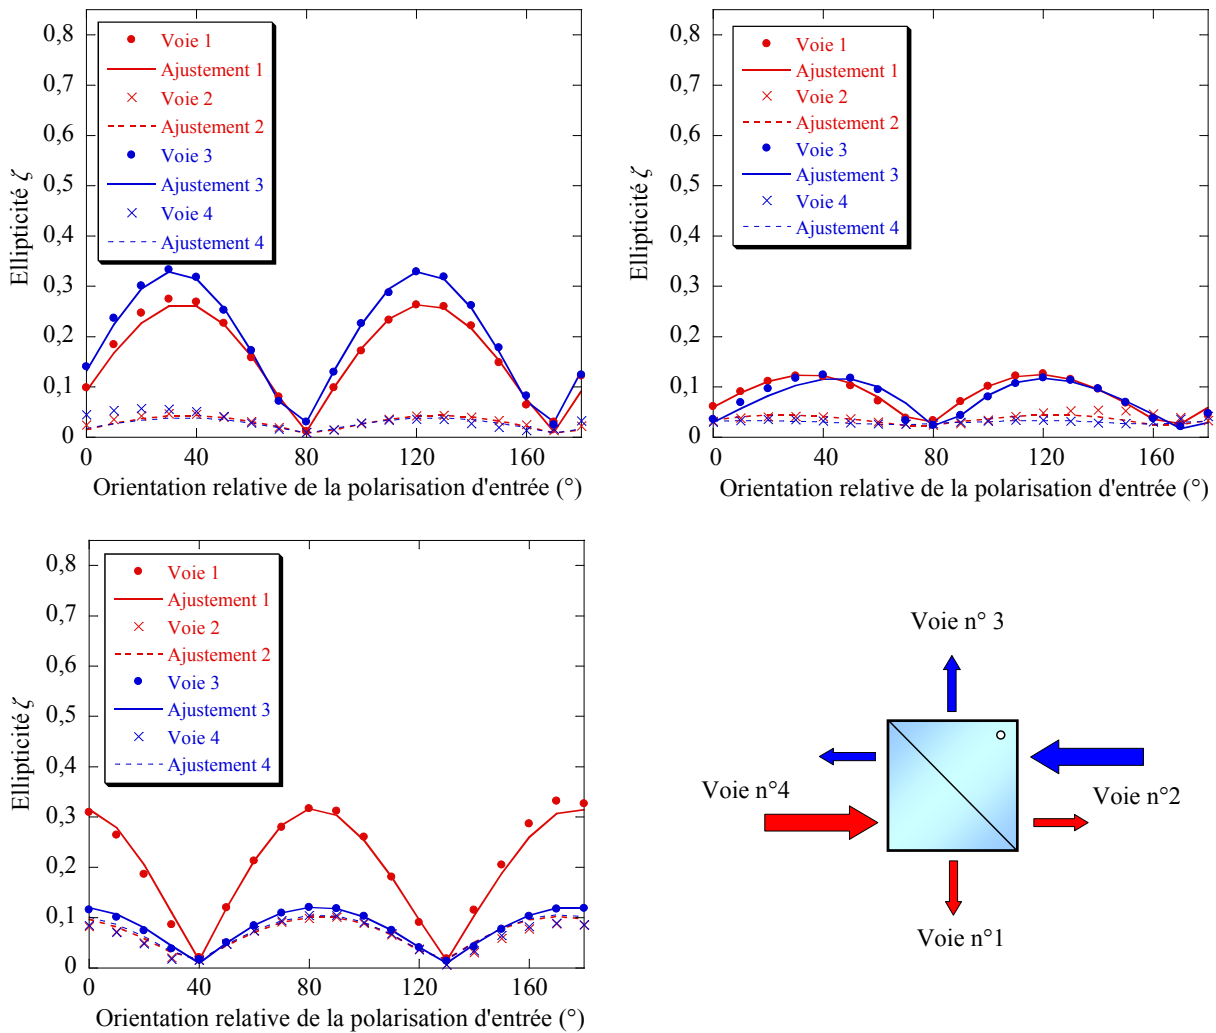 0,8
0,7
0,6
0,5
0,4
0,3
0,2
0,1
0
Ellipticité ζ
Voie 1
Ajustement 1
Voie 2
Ajustement 2
Voie 3
Ajustement 3
Voie 4
Ajustement 4
0 40 80 120 160
Orientation relative de la polarisation d'entrée (°)
0,8
0,7
0,6
0,5
0,4
0,3
0,2
0,1
0
Ellipticité ζ
Voie 1
Ajustement 1
Voie 2
Ajustement 2
Voie 3
Ajustement 3
Voie 4
Ajustement 4
0 40 80 120 160
Orientation relative de la polarisation d'entrée (°)
0,8
0,7
0,6
0,5
0,4
0,3
0,2
0,1
0
Ellipticité ζ
Voie 1
Ajustement 1
Voie 2
Ajustement 2
Voie 3
Ajustement 3
Voie 4
Ajustement 4
0 40 80 120 160
Orientation relative de la polarisation d'entrée (°)
Voie n° 3
Voie n°4
Voie n°2
Voie n°1